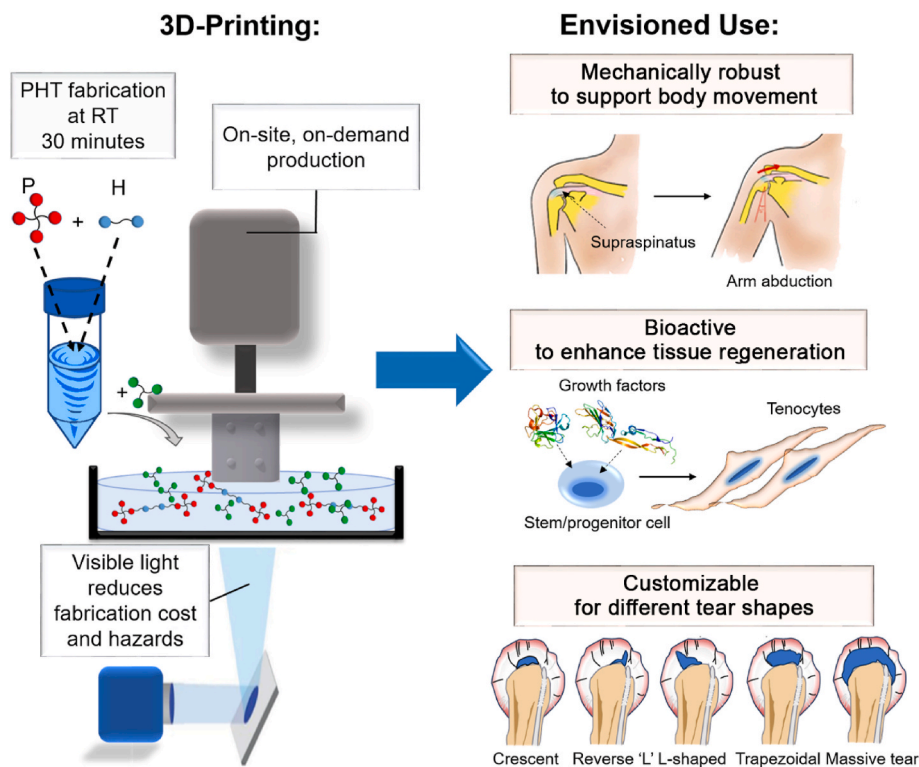 3D-Printing:
PHT fabrication
at RT
30 minutes
P
+
H
On-site, on-demand
production
+
Visible light
reduces
fabrication cost
and hazards
Envisioned Use:
Mechanically robust
to support body movement
Supraspinatus
Arm abduction
Bioactive
to enhance tissue regeneration
Growth factors
Tenocytes
Stem/progenitor cell
Customizable
for different tear shapes
Crescent
Reverse ‘L’
L-shaped
Trapezoidal
Massive tear